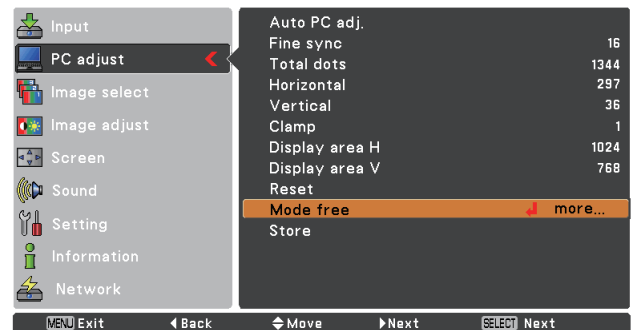 Input
PC adjust
Image select
Image adjust
Screen
Sound
Setting
Information
Network
Auto PC adj.
Fine sync 16
Total dots 1344
Horizontal 297
Vertical 36
Clamp 1
Display area H 1024
Display area V 768
Reset
Mode free more...
Store
MENU Exit Back Move Next SELECT Next